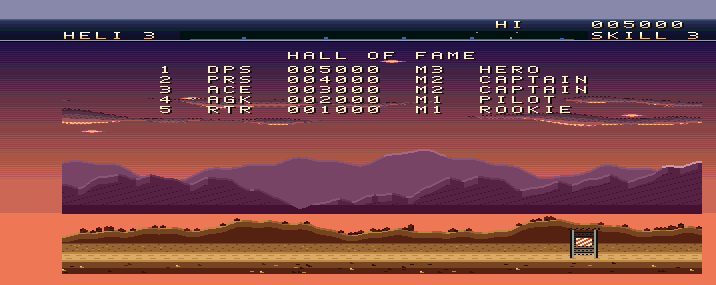 HI 005000
HELI 3 SKILL 3
HALL OF FAME
1 DPS 005000 M3 HERO
2 PRS 004000 M2 CAPTAIN
3 ACE 003000 M2 CAPTAIN
4 AGK 002000 M1 PILOT
5 RTR 001000 M1 ROOKIE